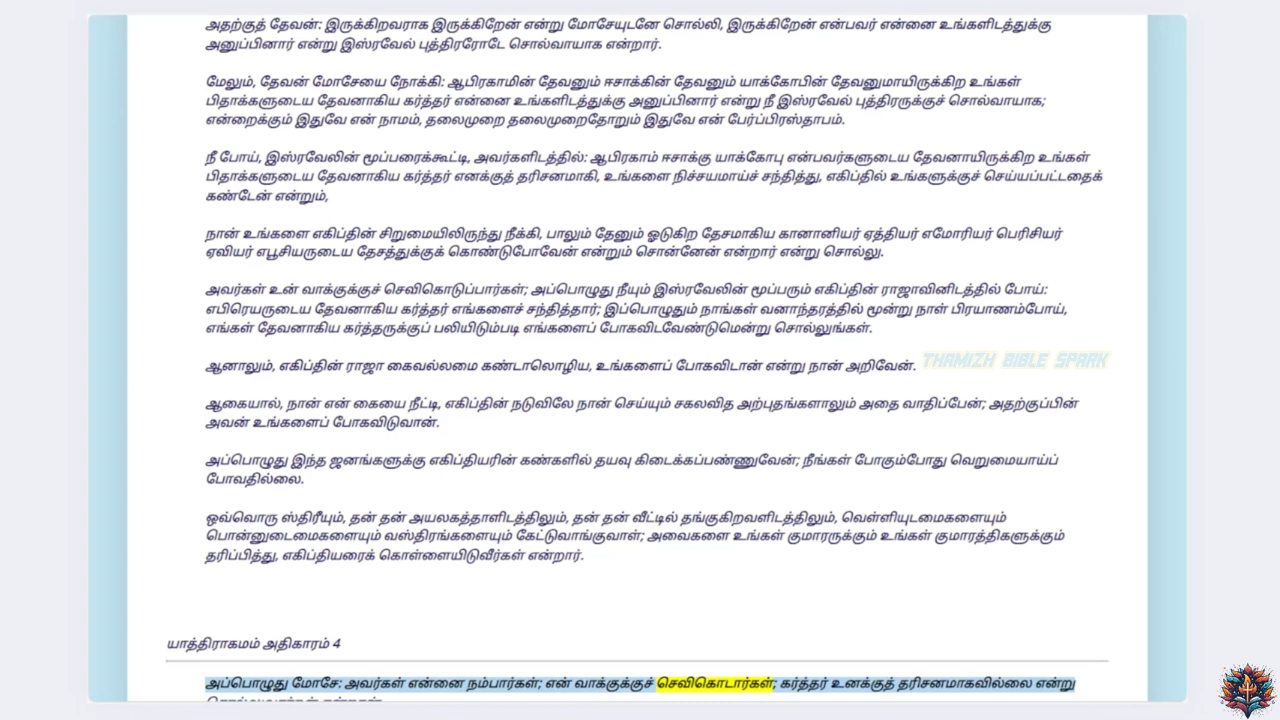 அதற்குத் தேவன்: இருக்கிறவராக இருக்கிறேன் என்று மோசேயுடனே சொல்லி, இருக்கிறேன் என்பவர் என்னை உங்களிடத்துக்கு
அனுப்பினார் என்று இஸ்ரவேல் புத்திரரோடே சொல்வாயாக என்றார்.
மேலும், தேவன் மோசேயை நோக்கி: ஆபிரகாமின் தேவனும் ஈசாக்கின் தேவனும் யாக்கோபின் தேவனுமாயிருக்கிற உங்கள்
பிதாக்களுடைய தேவனாகிய கர்த்தர் என்னை உங்களிடத்துக்கு அனுப்பினார் என்று நீ இஸ்ரவேல் புத்திரருக்குச் சொல்வாயாக;
என்றைக்கும் இதுவே என் நாமம், தலைமுறை தலைமுறைதோறும் இதுவே என் பேர்ப்பிரஸ்தாபம்.
நீ போய், இஸ்ரவேலின் மூப்பரைக்கூட்டி, அவர்களிடத்தில்: ஆபிரகாம் ஈசாக்கு யாக்கோபு என்பவர்களுடைய தேவனாயிருக்கிற உங்கள்
பிதாக்களுடைய தேவனாகிய கர்த்தர் எனக்குத் தரிசனமாகி, உங்களை நிச்சயமாய்ச் சந்தித்து, எகிப்தில் உங்களுக்குச் செய்யப்பட்டதைக்
கண்டேன் என்றும்,
நான் உங்களை எகிப்தின் சிறுமையிலிருந்து நீக்கி, பாலும் தேனும் ஓடுகிற தேசமாகிய கானானியர் ஏத்தியர் எமோரியர் பெரிசியர்
ஏவியர் எபூசியருடைய தேசத்துக்குக் கொண்டுபோவேன் என்றும் சொன்னேன் என்றார் என்று சொல்லு.
அவர்கள் உன் வாக்குக்குச் செவிகொடுப்பார்கள்; அப்பொழுது நீயும் இஸ்ரவேலின் மூப்பரும் எகிப்தின் ராஜாவினிடத்தில் போய்:
எபிரெயருடைய தேவனாகிய கர்த்தர் எங்களைச் சந்தித்தார்; இப்பொழுதும் நாங்கள் வனாந்தரத்தில் மூன்று நாள் பிரயாணம்போய்,
எங்கள் தேவனாகிய கர்த்தருக்குப் பலியிடும்படி எங்களைப் போகவிடவேண்டுமென்று சொல்லுங்கள்.
ஆனாலும், எகிப்தின் ராஜா கைவல்லமை கண்டாலொழிய, உங்களைப் போகவிடான் என்று நான் அறிவேன்.
THAMIZH BIBLE SPARK
ஆகையால், நான் என் கையை நீட்டி, எகிப்தின் நடுவிலே நான் செய்யும் சகலவித அற்புதங்களாலும் அதை வாதிப்பேன்; அதற்குப்பின்
அவன் உங்களைப் போகவிடுவான்.
அப்பொழுது இந்த ஜனங்களுக்கு எகிப்தியரின் கண்களில் தயவு கிடைக்கப்பண்ணுவேன்; நீங்கள் போகும்போது வெறுமையாய்ப்
போவதில்லை.
ஒவ்வொரு ஸ்திரீயும், தன் தன் அயலகத்தாளிடத்திலும், தன் தன் வீட்டில் தங்குகிறவளிடத்திலும், வெள்ளியுடமைகளையும்
பொன்னுடைமைகளையும் வஸ்திரங்களையும் கேட்டுவாங்குவாள்; அவைகளை உங்கள் குமாரருக்கும் உங்கள் குமாரத்திகளுக்கும்
தரிப்பித்து, எகிப்தியரைக் கொள்ளையிடுவீர்கள் என்றார்.
யாத்திராகமம் அதிகாரம் 4
அப்பொழுது மோசே: அவர்கள் என்னை நம்பார்கள்; என் வாக்குக்குச் செவிகொடார்கள்; கர்த்தர் உனக்குத் தரிசனமாகவில்லை என்று